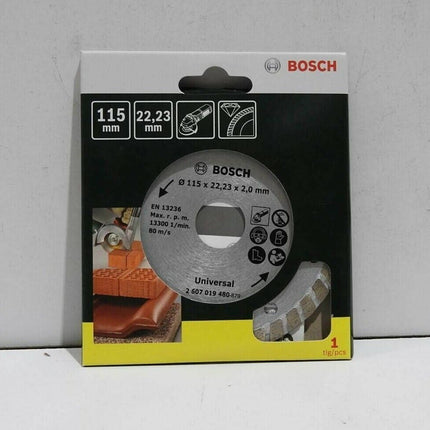 BOSCH
115
mm
22,23
mm
BOSCH
Ø 115 x 22,23 x 2,0 mm
EN 13236
Max. r. p. m.
13300 1/min.
80 m/s
Universal
2 607 019 480-879
1
tlg/pcs